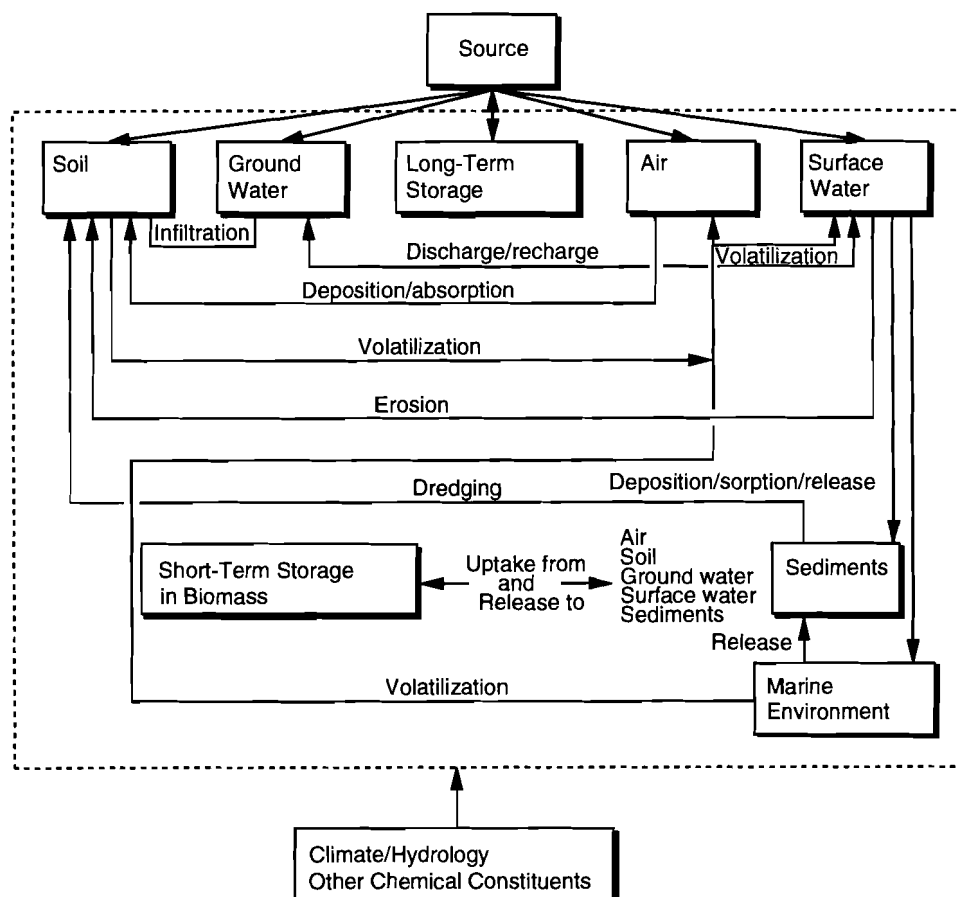 Source
Soil
Ground
Water
Long-Term
Storage
Air
Surface
Water
Infiltration
Discharge/recharge
Volatilization
Deposition/absorption
Volatilization
Erosion
Deposition/sorption/release
Dredging
Short-Term Storage
in Biomass
Uptake from
and
Release to
Air
Soil
Ground water
Surface water
Sediments
Sediments
Release
Volatilization
Marine
Environment
Climate/Hydrology
Other Chemical Constituents